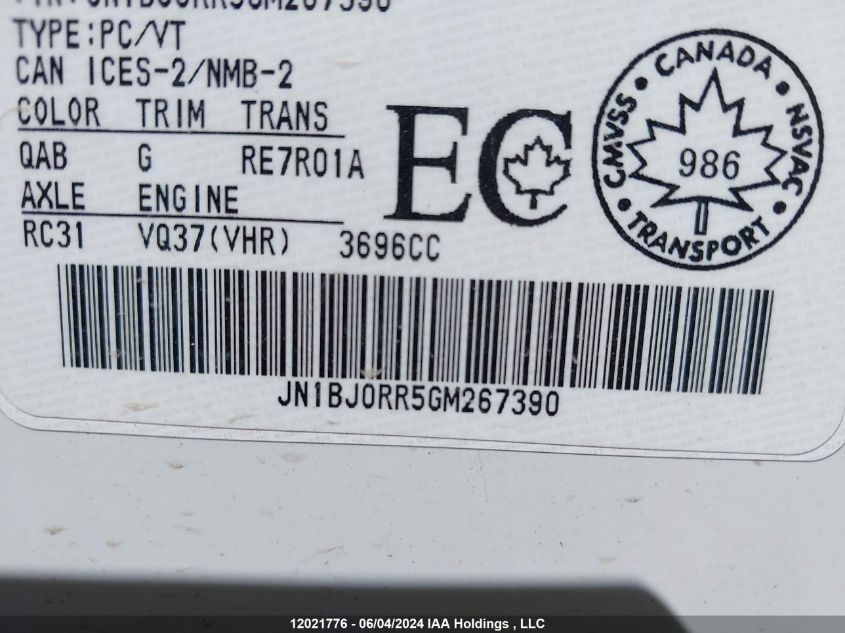 JN1BJ0RR5GM267390
TYPE:PC/VT
CAN ICES-2/NMB-2
COLOR TRIM TRANS
QAB G RE7R01A
AXLE ENGINE
RC31 VQ37(VHR) 3696CC
EC
CANADA
CMVSS
NSVAC
986
TRANSPORT
JN1BJ0RR5GM267390
12021776 - 06/04/2024 IAA Holdings , LLC